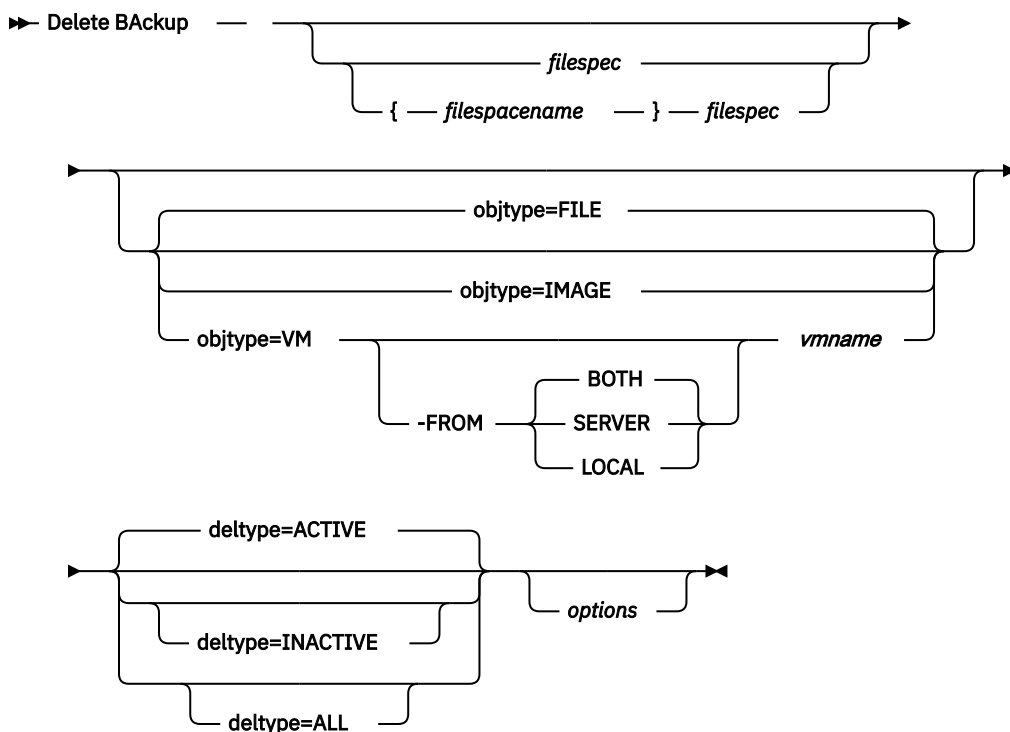 Delete BAckup
filespec
{ filespacename } filespec
objtype=FILE
objtype=IMAGE
objtype=VM vmname
BOTH
-FROM SERVER
LOCAL
deltype=ACTIVE
options
deltype=INACTIVE
deltype=ALL